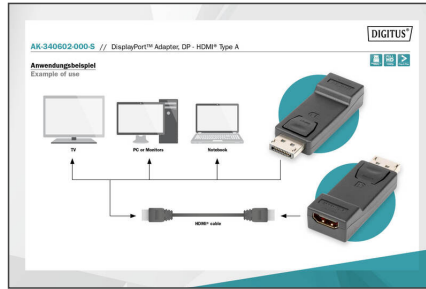 DIGITUS®
AK-340602-000-S // DisplayPort™ Adapter, DP - HDMI® Type A
Anwendungsbeispiel
Example of use
TV
PC or Monitors
Notebook
HDMI® cable